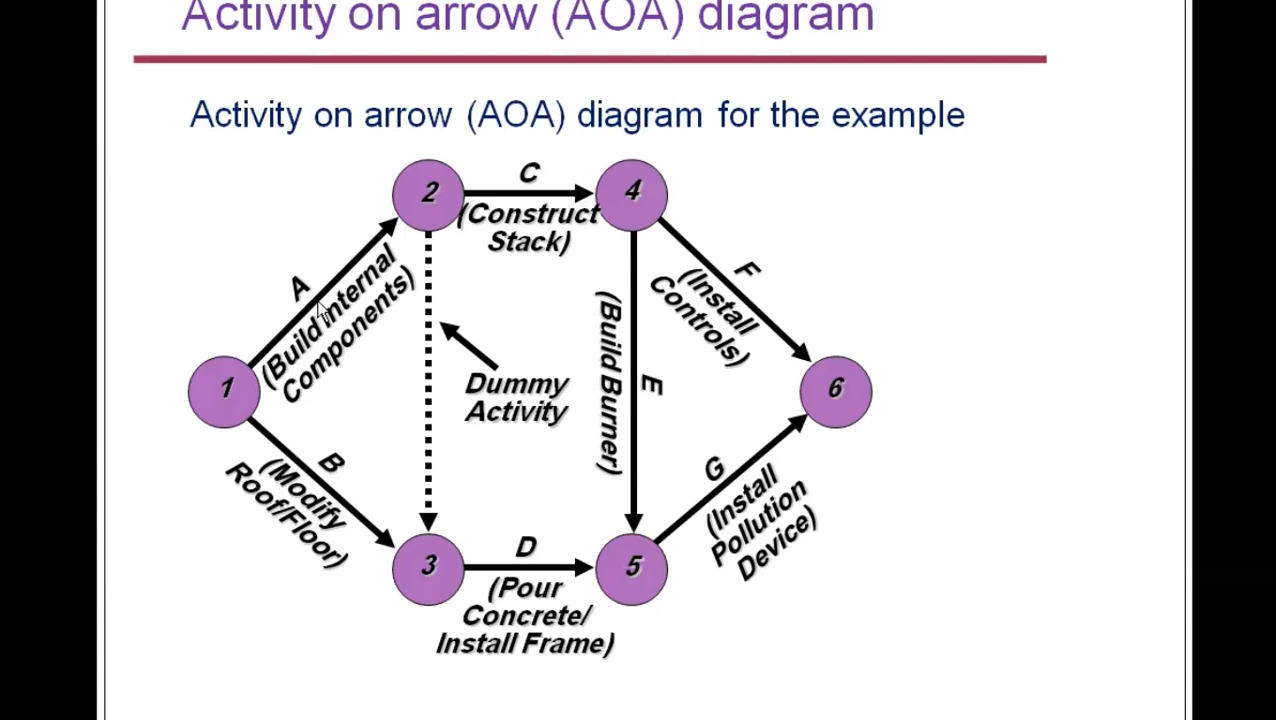 Activity on arrow (AOA) diagram
Activity on arrow (AOA) diagram for the example
2
C
(Construct
Stack)
4
A
(Build Internal
Components)
F
(Install
Controls)
1
Dummy
Activity
(Build Burner)
E
6
B
(Modify
Roof/Floor)
G
(Install
Pollution
Device)
3
D
(Pour
Concrete/
Install Frame)
5